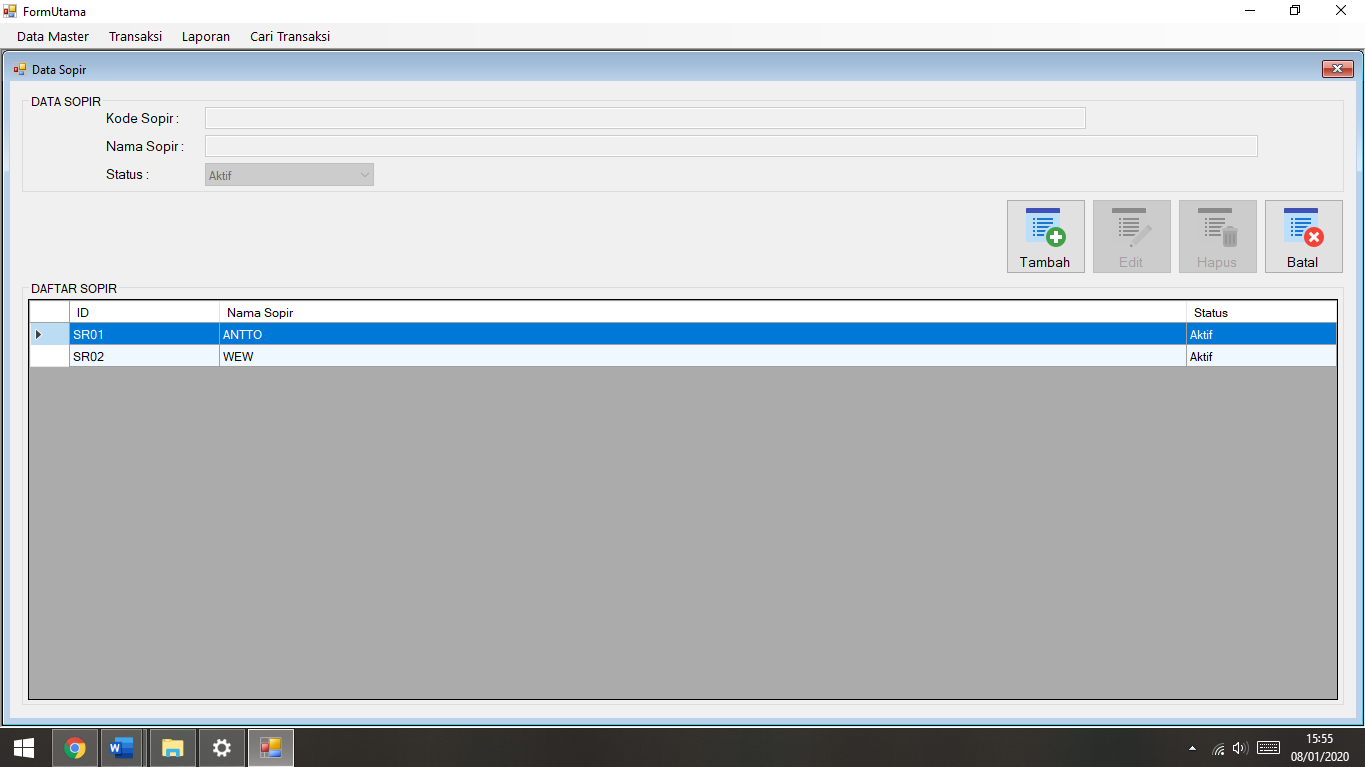 FormUtama
Data Master Transaksi Laporan Cari Transaksi
Data Sopir
DATA SOPIR
Kode Sopir :
Nama Sopir :
Status : Aktif
Tambah Edit Hapus Batal
DAFTAR SOPIR
ID Nama Sopir Status
SR01 ANTTO Aktif
SR02 WEW Aktif
15:55
08/01/2020